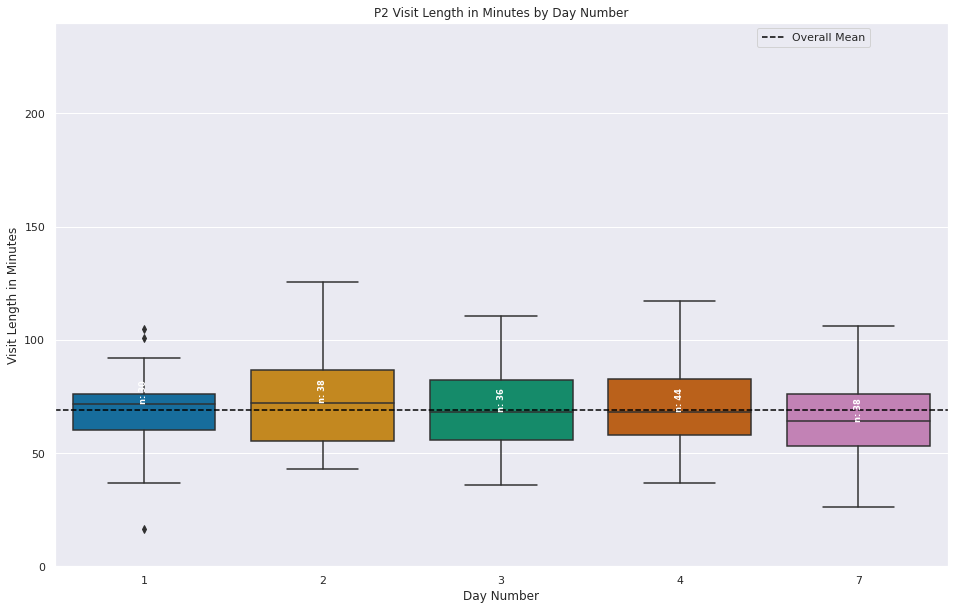 P2 Visit Length in Minutes by Day Number
Overall Mean
Visit Length in Minutes
200
150
100
50
0
n:
n: 38
n: 36
n: 44
n: 38
1
2
3
4
7
Day Number